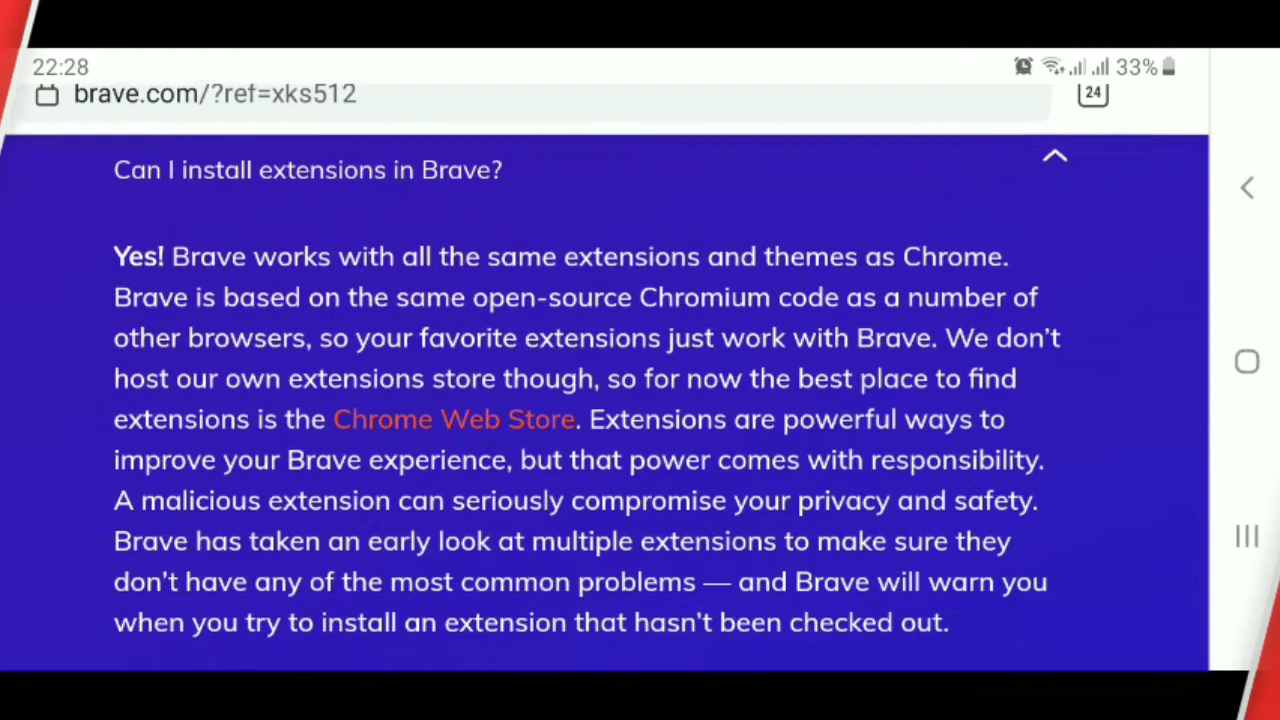 22:28
33%
brave.com/?ref=xks512
24
Can I install extensions in Brave?
Yes! Brave works with all the same extensions and themes as Chrome.
Brave is based on the same open-source Chromium code as a number of
other browsers, so your favorite extensions just work with Brave. We don’t
host our own extensions store though, so for now the best place to find
extensions is the Chrome Web Store. Extensions are powerful ways to
improve your Brave experience, but that power comes with responsibility.
A malicious extension can seriously compromise your privacy and safety.
Brave has taken an early look at multiple extensions to make sure they
don’t have any of the most common problems — and Brave will warn you
when you try to install an extension that hasn’t been checked out.